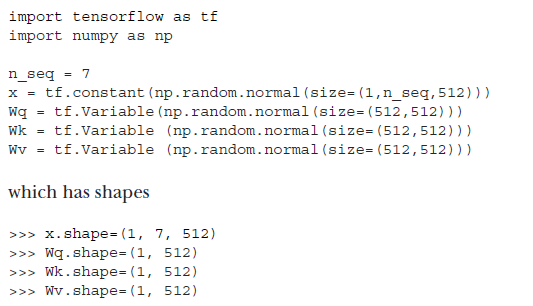 import tensorflow as tf
import numpy as np
n_seq = 7
x = tf.constant(np.random.normal(size=(1,n_seq,512)))
Wq = tf.Variable(np.random.normal(size=(512,512)))
Wk = tf.Variable (np.random.normal(size=(512,512)))
Wv = tf.Variable (np.random.normal(size=(512,512)))
which has shapes
>>> x.shape=(1, 7, 512)
>>> Wq.shape=(1, 512)
>>> Wk.shape=(1, 512)
>>> Wv.shape=(1, 512)